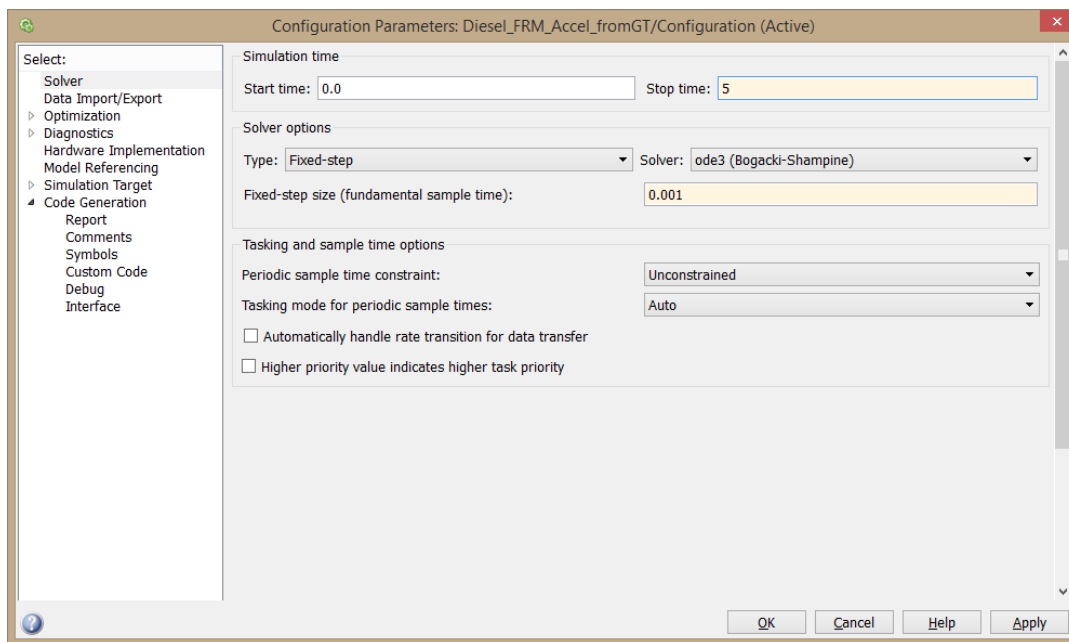 Configuration Parameters: Diesel_FRM_Accel_fromGT/Configuration (Active)
Select:
Solver
Data Import/Export
Optimization
Diagnostics
Hardware Implementation
Model Referencing
Simulation Target
Code Generation
Report
Comments
Symbols
Custom Code
Debug
Interface
Simulation time
Start time: 0.0 Stop time: 5
Solver options
Type: Fixed-step Solver: ode3 (Bogacki-Shampine)
Fixed-step size (fundamental sample time): 0.001
Tasking and sample time options
Periodic sample time constraint: Unconstrained
Tasking mode for periodic sample times: Auto
Automatically handle rate transition for data transfer
Higher priority value indicates higher task priority
OK Cancel Help Apply